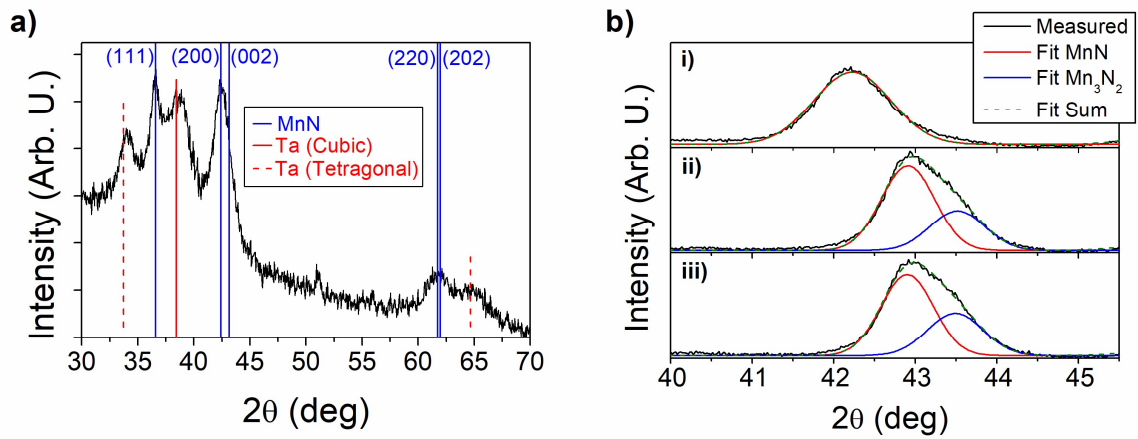 a)
(111)
(200)
(002)
(220)
(202)
MnN
Ta (Cubic)
Ta (Tetragonal)
Intensity (Arb. U.)
30 35 40 45 50 55 60 65 70
2θ (deg)
b)
Measured
Fit MnN
Fit Mn3N2
Fit Sum
i)
ii)
iii)
Intensity (Arb. U.)
40 41 42 43 44 45
2θ (deg)